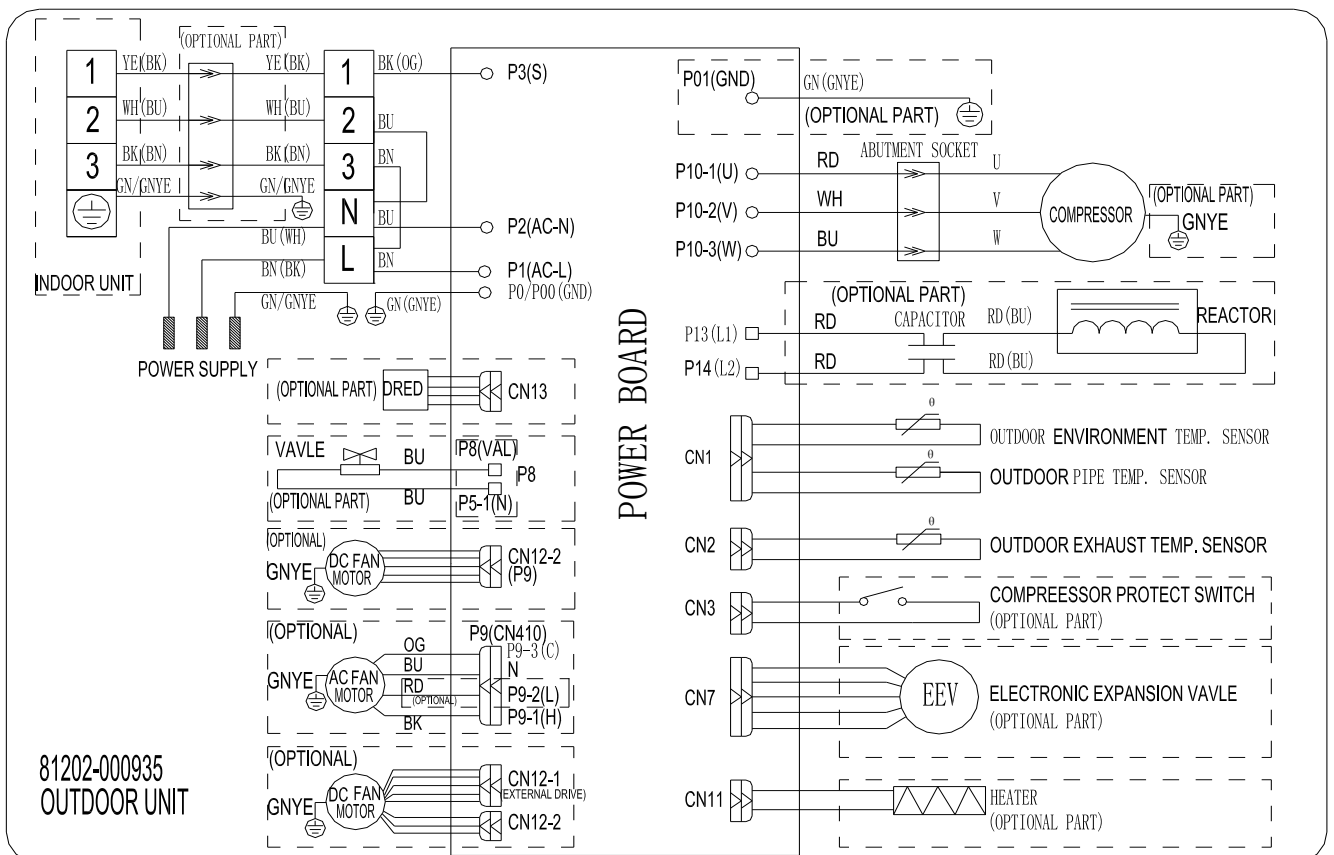 (OPTIONAL PART)
1 YE(BK) YE(BK) 1 BK(OG) P3(S)
2 WH(BU) WH(BU) 2 BU
3 BK(BN) BK(BN) 3 BN
GN/GNYE GN/GNYE N BU P2(AC-N)
BU(WH)
BN(BK) L BN P1(AC-L)
INDOOR UNIT
GN/GNYE GN(GNYE) P0/P00(GND)
POWER SUPPLY
(OPTIONAL PART) DRED CN13
VAVLE BU P8(VAL)
P8
(OPTIONAL PART) BU P5-1(N)
(OPTIONAL)
GNYE DC FAN MOTOR CN12-2
(P9)
(OPTIONAL) P9(CN410)
OG P9-3(C)
BU N
GNYE AC FAN MOTOR RD (OPTIONAL) P9-2(L)
BK P9-1(H)
(OPTIONAL)
GNYE DC FAN MOTOR CN12-1
(EXTERNAL DRIVE)
CN12-2
81202-000935
OUTDOOR UNIT
POWER BOARD
P01(GND) GN(GNYE)
(OPTIONAL PART)
ABUTMENT SOCKET
P10-1(U) RD U
P10-2(V) WH V COMPRESSOR
P10-3(W) BU W
(OPTIONAL PART)
GNYE
(OPTIONAL PART)
P13(L1) RD CAPACITOR RD(BU) REACTOR
P14(L2) RD RD(BU)
CN1 θ OUTDOOR ENVIRONMENT TEMP. SENSOR
θ OUTDOOR PIPE TEMP. SENSOR
CN2 θ OUTDOOR EXHAUST TEMP. SENSOR
CN3 COMPREESSOR PROTECT SWITCH
(OPTIONAL PART)
CN7 EEV ELECTRONIC EXPANSION VAVLE
(OPTIONAL PART)
CN11 HEATER
(OPTIONAL PART)